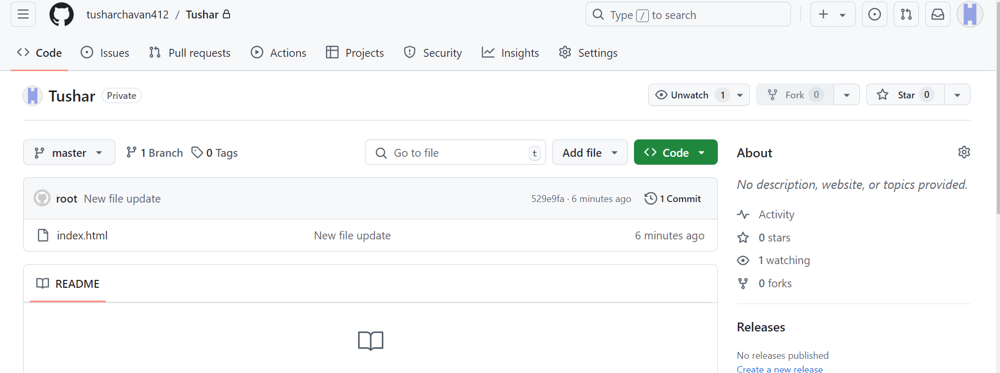 tusharchavan412 / Tushar
Type / to search
Code Issues Pull requests Actions Projects Security Insights Settings
Tushar Private
Unwatch 1 Fork 0 Star 0
master 1 Branch 0 Tags Go to file t Add file Code
root New file update 529e9fa · 6 minutes ago 1 Commit
index.html New file update 6 minutes ago
README
About
No description, website, or topics provided.
Activity
0 stars
1 watching
0 forks
Releases
No releases published
Create a new release